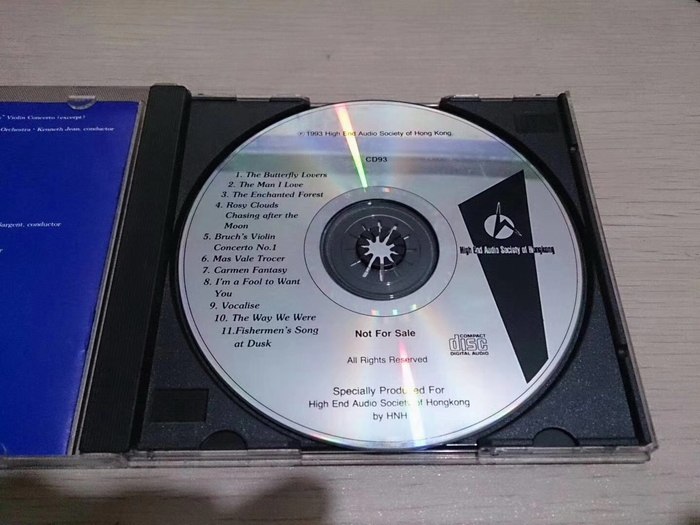 " Violin Concerto (excerpt)
Orchestra · Kenneth Jean, conductor
Sargent, conductor
℗ 1993 High End Audio Society of Hong Kong.
CD93
1. The Butterfly Lovers
2. The Man I Love
3. The Enchanted Forest
4. Rosy Clouds
Chasing after the
Moon
5. Bruch's Violin
Concerto No.1
6. Mas Vale Trocer
7. Carmen Fantasy
8. I'm a Fool to Want
You
9. Vocalise
10. The Way We Were
11.Fishermen's Song
at Dusk
High End Audio Society of Hongkong
Not For Sale
COMPACT
disc
DIGITAL AUDIO
All Rights Reserved
Specially Produced For
High End Audio Society of Hongkong
by HNH